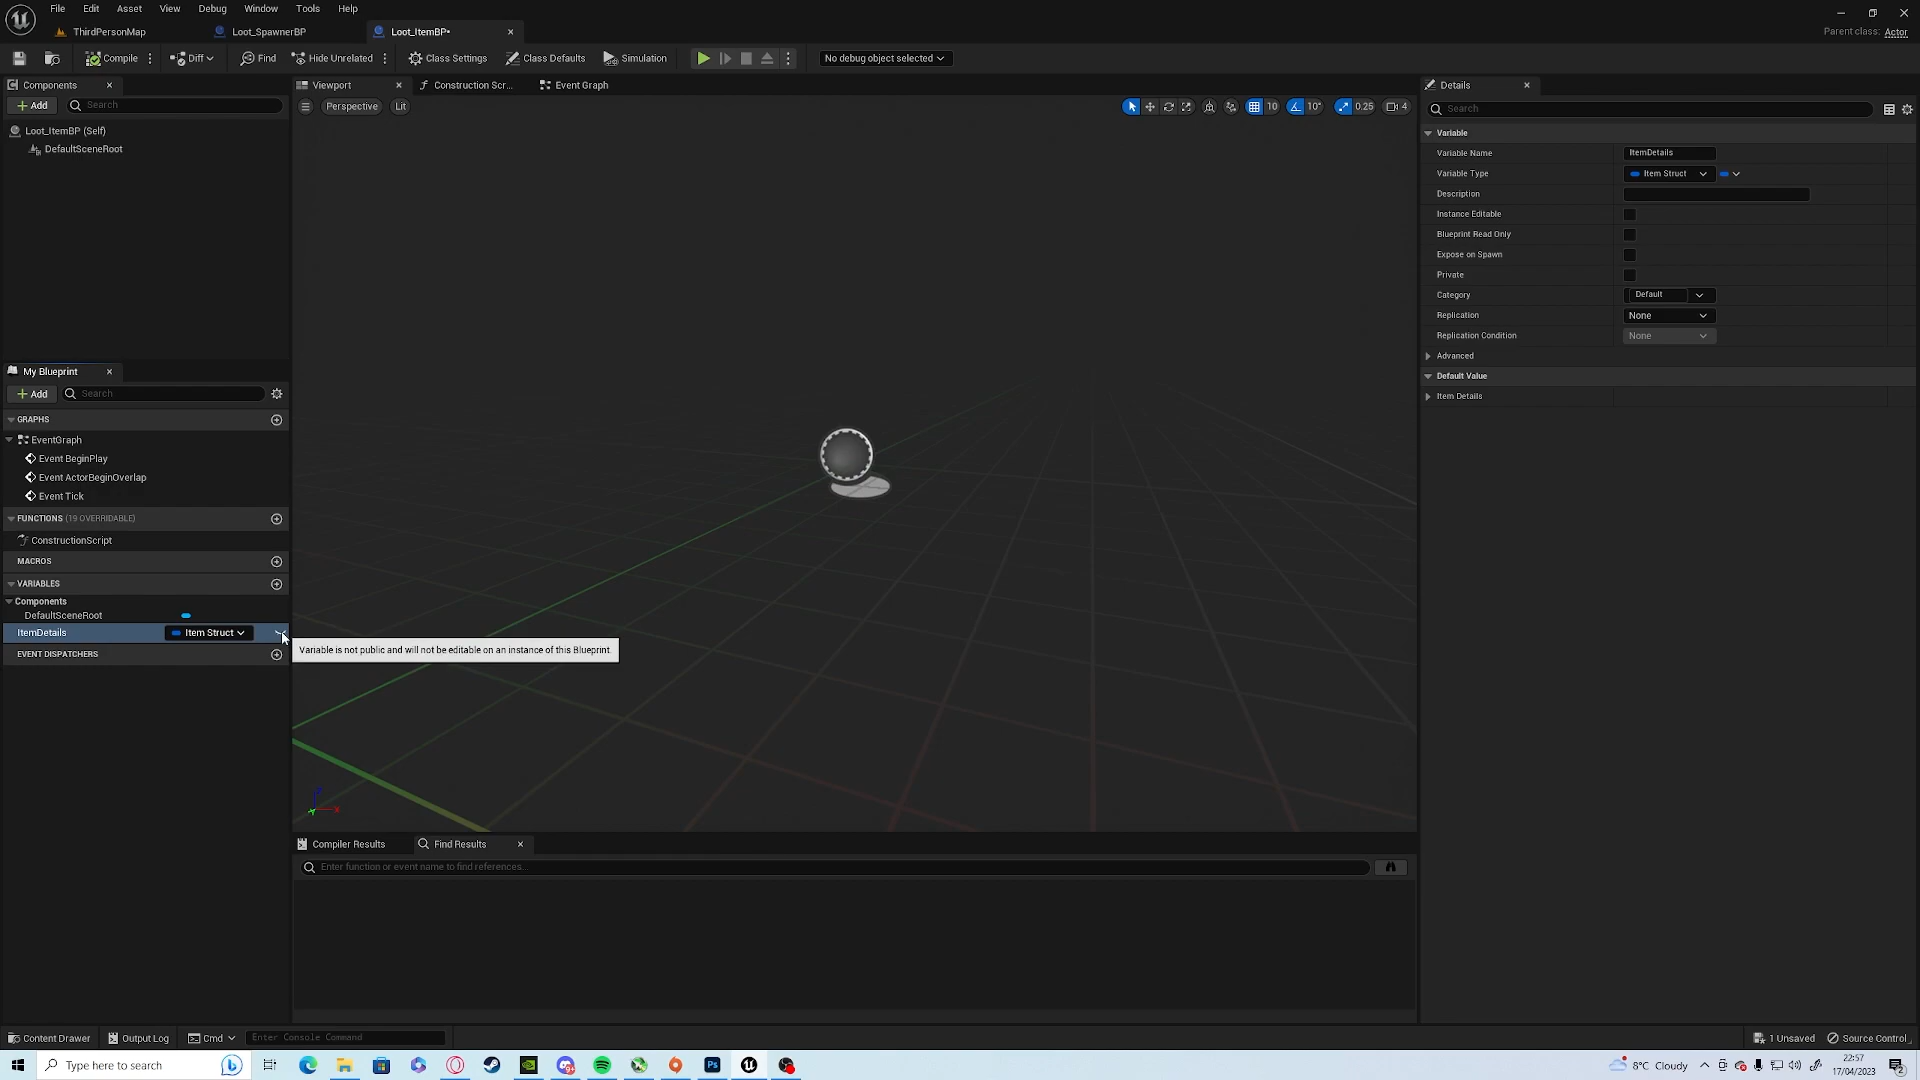 File Edit Asset View Debug Window Tools Help
ThirdPersonMap Loot_SpawnerBP Loot_ItemBP•
Parent class: Actor
Compile Diff Find Hide Unrelated Class Settings Class Defaults Simulation No debug object selected
Components
Add Search
Loot_ItemBP (Self)
DefaultSceneRoot
Viewport Construction Scr... Event Graph
Perspective Lit 10 10° 0.25 4
My Blueprint
Add Search
GRAPHS
EventGraph
Event BeginPlay
Event ActorBeginOverlap
Event Tick
FUNCTIONS (19 OVERRIDABLE)
ConstructionScript
MACROS
VARIABLES
Components
DefaultSceneRoot
ItemDetails Item Struct
EVENT DISPATCHERS
Variable is not public and will not be editable on an instance of this Blueprint.
Z
X
Y
Compiler Results Find Results
Enter function or event name to find references...
Details
Search
Variable
Variable Name ItemDetails
Variable Type Item Struct
Description
Instance Editable
Blueprint Read Only
Expose on Spawn
Private
Category Default
Replication None
Replication Condition None
Advanced
Default Value
Item Details
Content Drawer Output Log Cmd Enter Console Command 1 Unsaved Source Control
Type here to search Ps 8°C Cloudy 22:57
17/04/2023